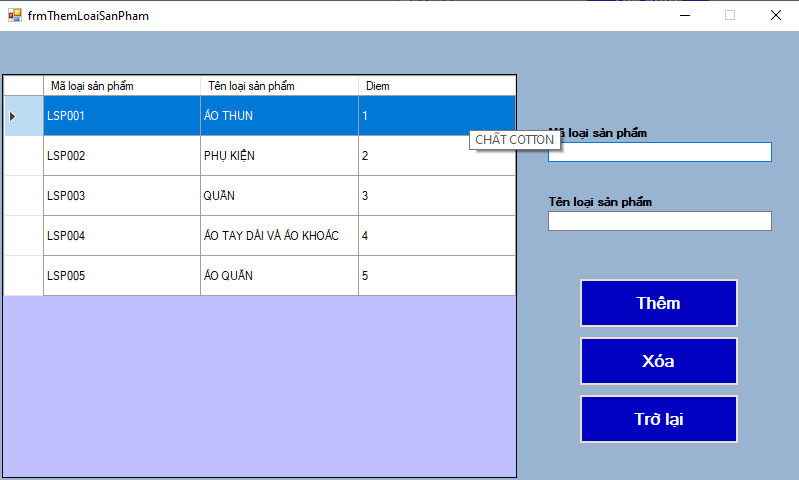 frmThemLoaiSanPham
Mã loại sản phẩm Tên loại sản phẩm Diem
LSP001 ÁO THUN 1
LSP002 PHỤ KIỆN 2
LSP003 QUẦN 3
LSP004 ÁO TAY DÀI VÀ ÁO KHOÁC 4
LSP005 ÁO QUẦN 5
CHẤT COTTON
Mã loại sản phẩm
Tên loại sản phẩm
Thêm
Xóa
Trở lại